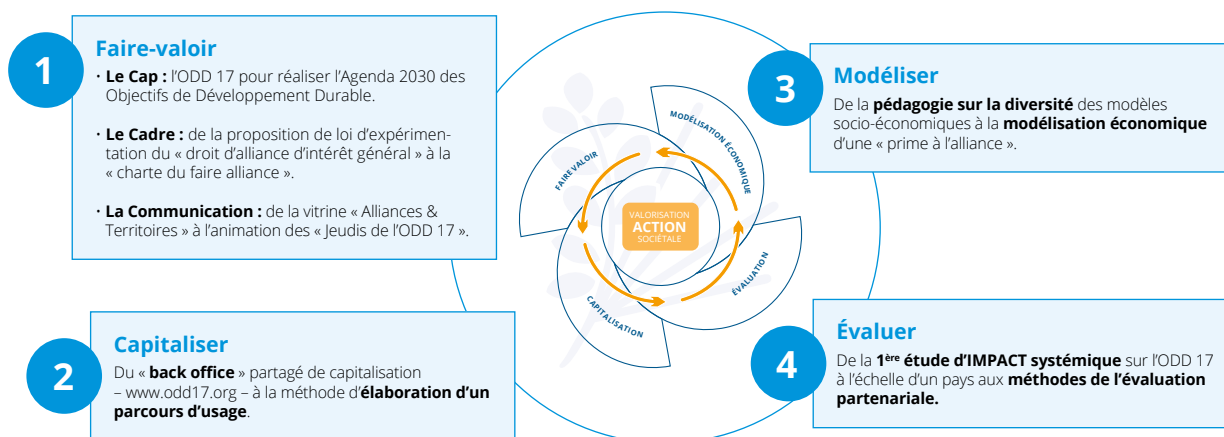 1
Faire-valoir
· Le Cap : l'ODD 17 pour réaliser l'Agenda 2030 des
Objectifs de Développement Durable.
· Le Cadre : de la proposition de loi d'expérimen-
tation du « droit d'alliance d'intérêt général » à la
« charte du faire alliance ».
· La Communication : de la vitrine « Alliances &
Territoires » à l'animation des « Jeudis de l'ODD 17 ».
2
Capitaliser
Du « back office » partagé de capitalisation
– www.odd17.org – à la méthode d'élaboration d'un
parcours d'usage.
FAIRE VALOIR
MODÉLISATION ÉCONOMIQUE
VALORISATION
ACTION
SOCIÉTALE
CAPITALISATION
ÉVALUATION
3
Modéliser
De la pédagogie sur la diversité des modèles
socio-économiques à la modélisation économique
d'une « prime à l'alliance ».
4
Évaluer
De la 1ère étude d'IMPACT systémique sur l'ODD 17
à l'échelle d'un pays aux méthodes de l'évaluation
partenariale.